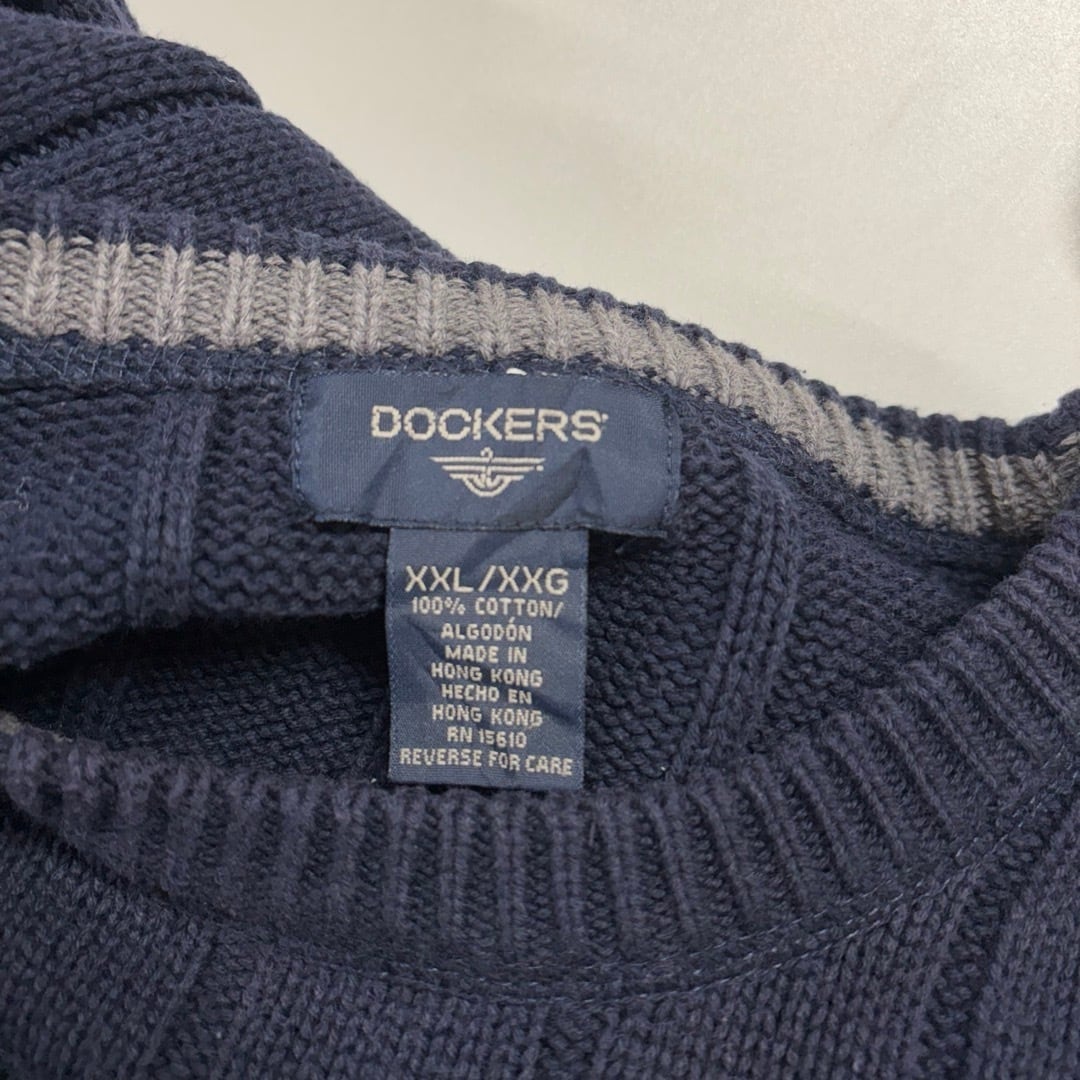 DOCKERS
XXL/XXG
100% COTTON/
ALGODÓN
MADE IN
HONG KONG
HECHO EN
HONG KONG
RN 15610
REVERSE FOR CARE